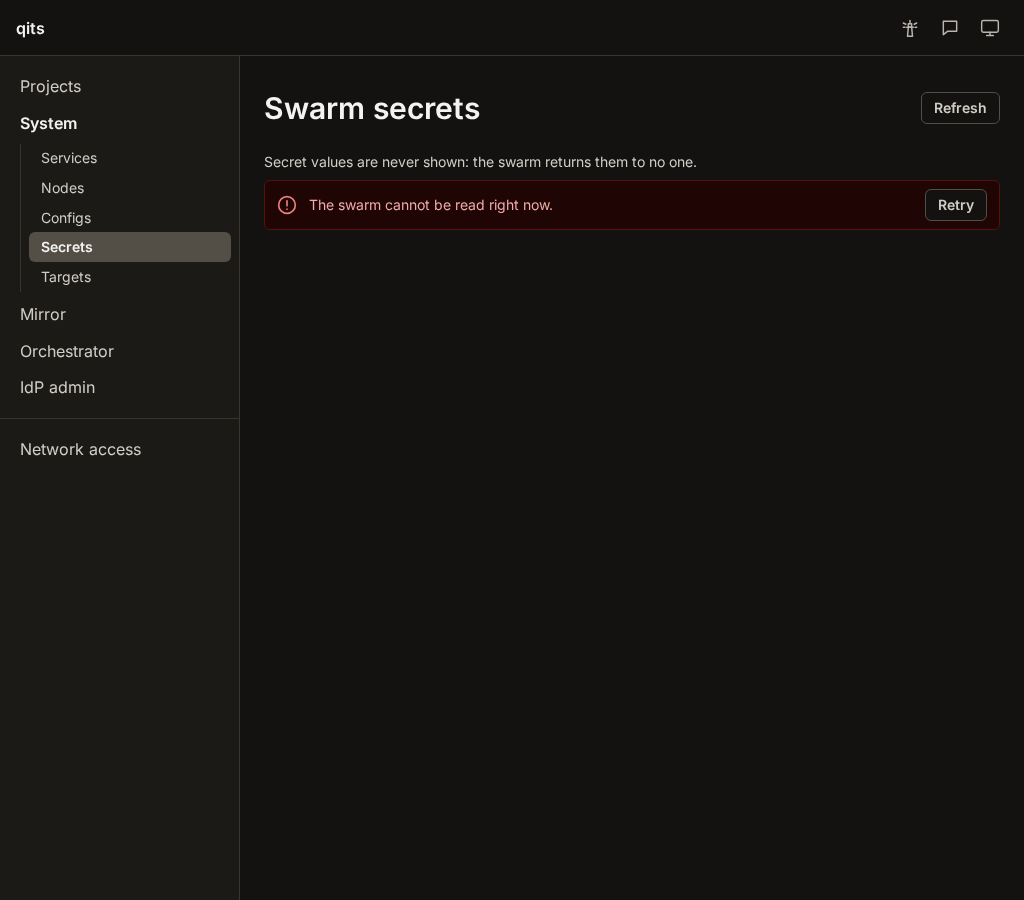 qits
Projects
System
Services
Nodes
Configs
Secrets
Targets
Mirror
Orchestrator
IdP admin
Network access
Swarm secrets
Refresh
Secret values are never shown: the swarm returns them to no one.
The swarm cannot be read right now.
Retry